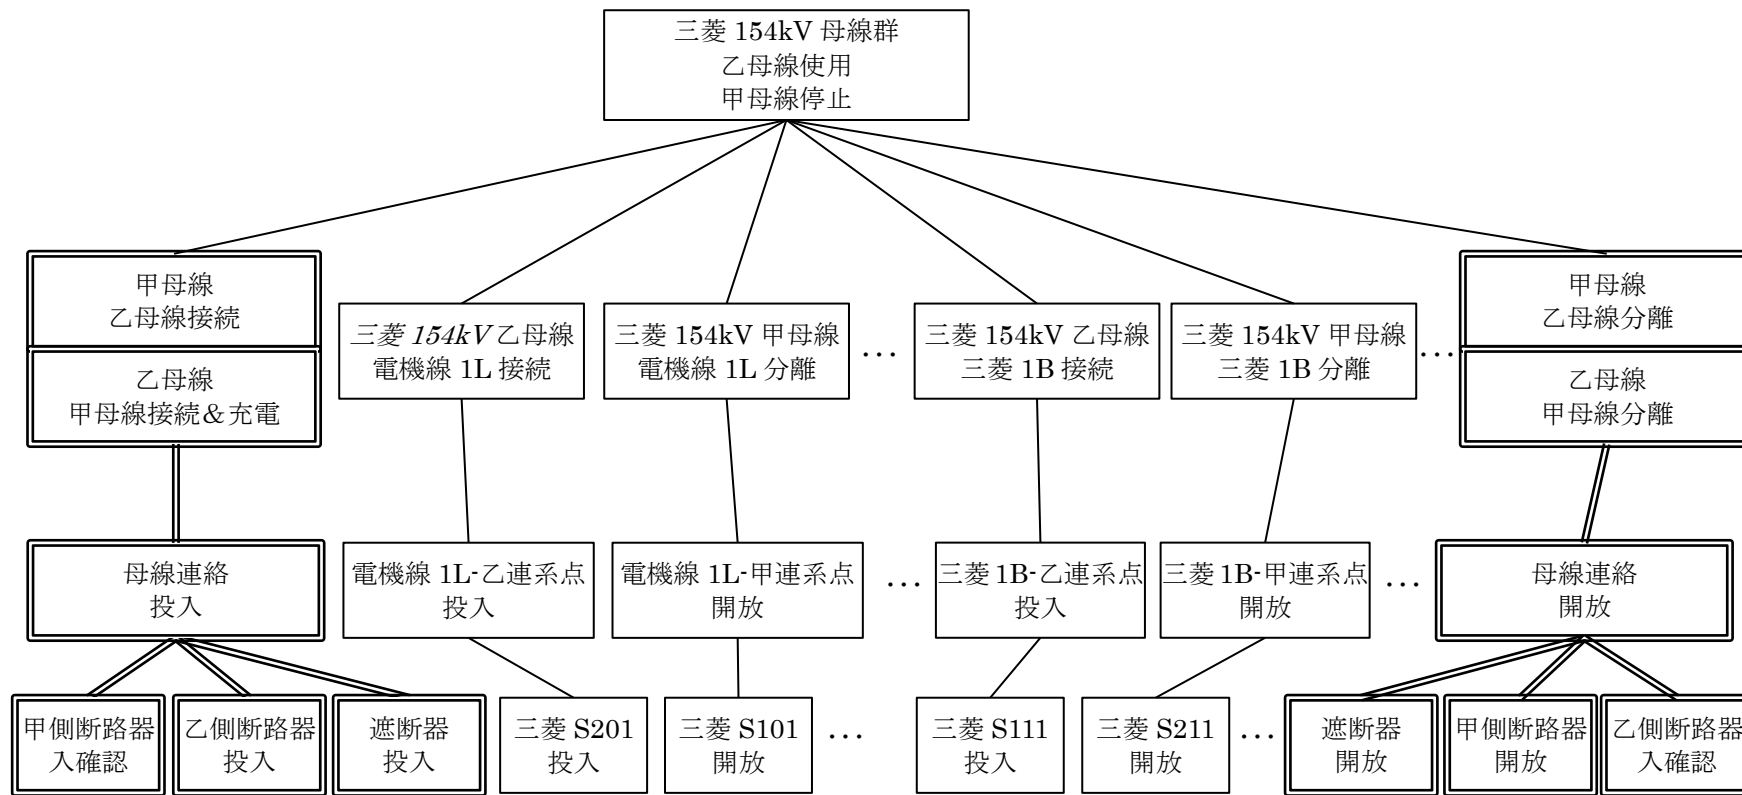 三菱 154kV 母線群
乙母線使用
甲母線停止
甲母線
乙母線接続
乙母線
甲母線接続＆充電
三菱 154kV 乙母線
電機線 1L 接続
三菱 154kV 甲母線
電機線 1L 分離
…
三菱 154kV 乙母線
三菱 1B 接続
三菱 154kV 甲母線
三菱 1B 分離
…
甲母線
乙母線分離
乙母線
甲母線分離
母線連絡
投入
電機線 1L-乙連系点
投入
電機線 1L-甲連系点
開放
…
三菱 1B-乙連系点
投入
三菱 1B-甲連系点
開放
…
母線連絡
開放
甲側断路器
入確認
乙側断路器
投入
遮断器
投入
三菱 S201
投入
三菱 S101
開放
…
三菱 S111
投入
三菱 S211
開放
…
遮断器
開放
甲側断路器
開放
乙側断路器
入確認